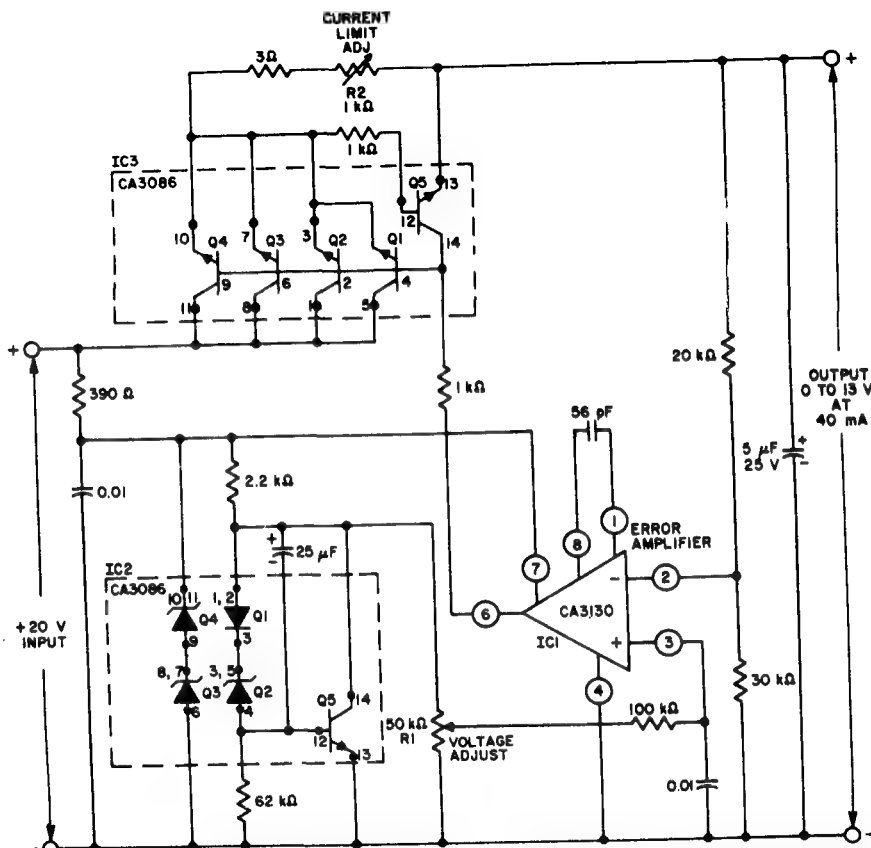 CURRENT
LIMIT
ADJ
3Ω
R2
1 kΩ
1 kΩ
IC3
CA3086
Q5
13
12
14
10
Q4
7
Q3
3
Q2
Q1
9
6
2
4
11
8
1
5
+
+
390 Ω
1 kΩ
20 kΩ
OUTPUT
0 TO 13 V
AT
40 mA
56 pF
5 μF
25 V
+
-
0.01
2.2 kΩ
+
-
25 μF
8
1
ERROR
AMPLIFIER
7
2
-
IC2
CA3086
10, 11
1, 2
Q4
Q1
9
3
6
CA3130
IC1
+
3
+20 V
INPUT
8, 7
3, 5
Q3
Q2
6
4
Q5
14
12
13
4
50 kΩ
R1
VOLTAGE
ADJUST
100 kΩ
30 kΩ
62 kΩ
0.01
-
-